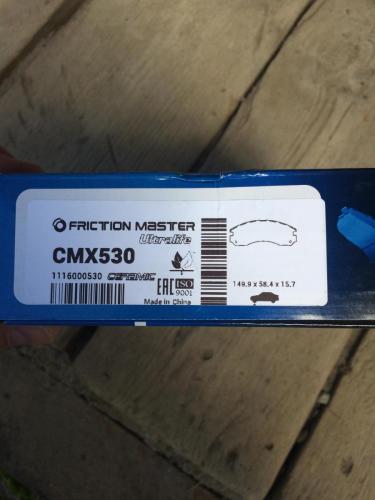 FRICTION MASTER
Ultralife
CMX530
1116000530 CERAMIC
EAC ISO
9001
Made in China
149.9 x 58.4 x 15.7